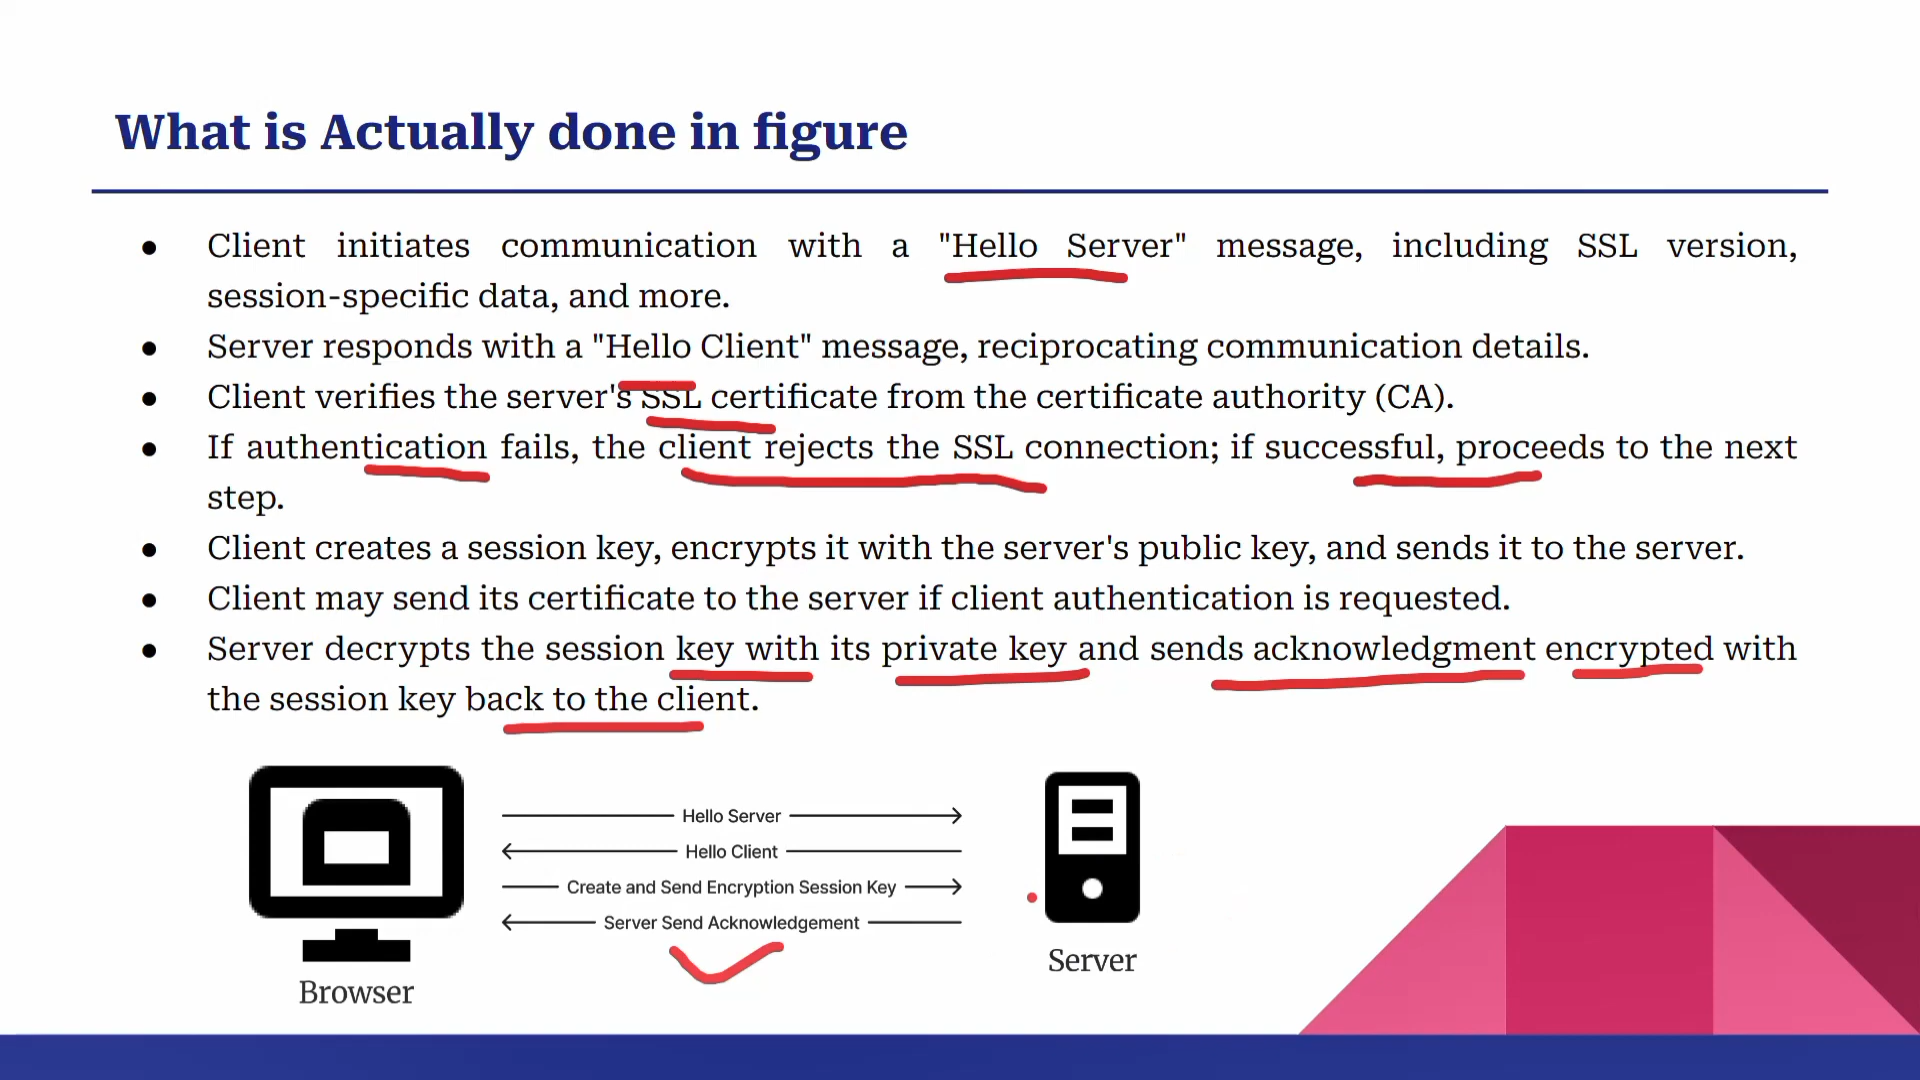 What is Actually done in figure
● Client initiates communication with a "Hello Server" message, including SSL version,
session-specific data, and more.
● Server responds with a "Hello Client" message, reciprocating communication details.
● Client verifies the server's SSL certificate from the certificate authority (CA).
● If authentication fails, the client rejects the SSL connection; if successful, proceeds to the next
step.
● Client creates a session key, encrypts it with the server's public key, and sends it to the server.
● Client may send its certificate to the server if client authentication is requested.
● Server decrypts the session key with its private key and sends acknowledgment encrypted with
the session key back to the client.
Hello Server
Hello Client
Create and Send Encryption Session Key
Server Send Acknowledgement
Browser
Server